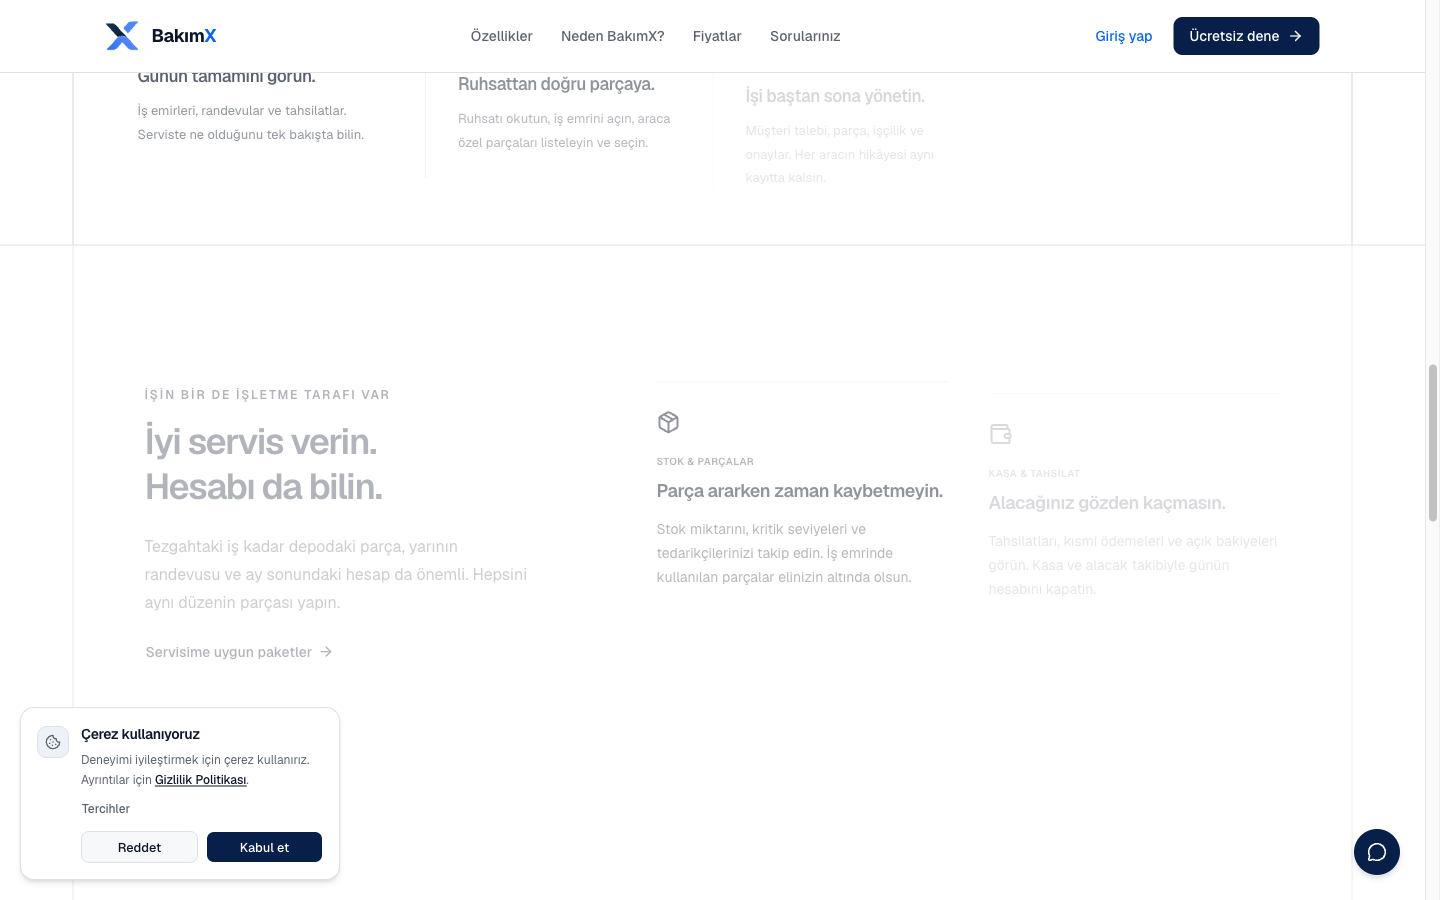 BakımX
Özellikler
Neden BakımX?
Fiyatlar
Sorularınız
Giriş yap
Ücretsiz dene
Günün tamamını görün.
İş emirleri, randevular ve tahsilatlar.
Serviste ne olduğunu tek bakışta bilin.
Ruhsattan doğru parçaya.
Ruhsatı okutun, iş emrini açın, araca
özel parçaları listeleyin ve seçin.
İşi baştan sona yönetin.
Müşteri talebi, parça, işçilik ve
onaylar. Her aracın hikâyesi aynı
kayıtta kalsın.
İŞİN BİR DE İŞLETME TARAFI VAR
İyi servis verin.
Hesabı da bilin.
Tezgahtaki iş kadar depodaki parça, yarının
randevusu ve ay sonundaki hesap da önemli. Hepsini
aynı düzenin parçası yapın.
Servisime uygun paketler
STOK & PARÇALAR
Parça ararken zaman kaybetmeyin.
Stok miktarını, kritik seviyeleri ve
tedarikçilerinizi takip edin. İş emrinde
kullanılan parçalar elinizin altında olsun.
KASA & TAHSİLAT
Alacağınız gözden kaçmasın.
Tahsilatları, kısmi ödemeleri ve açık bakiyeleri
görün. Kasa ve alacak takibiyle günün
hesabını kapatın.
Çerez kullanıyoruz
Deneyimi iyileştirmek için çerez kullanırız.
Ayrıntılar için Gizlilik Politikası.
Tercihler
Reddet
Kabul et